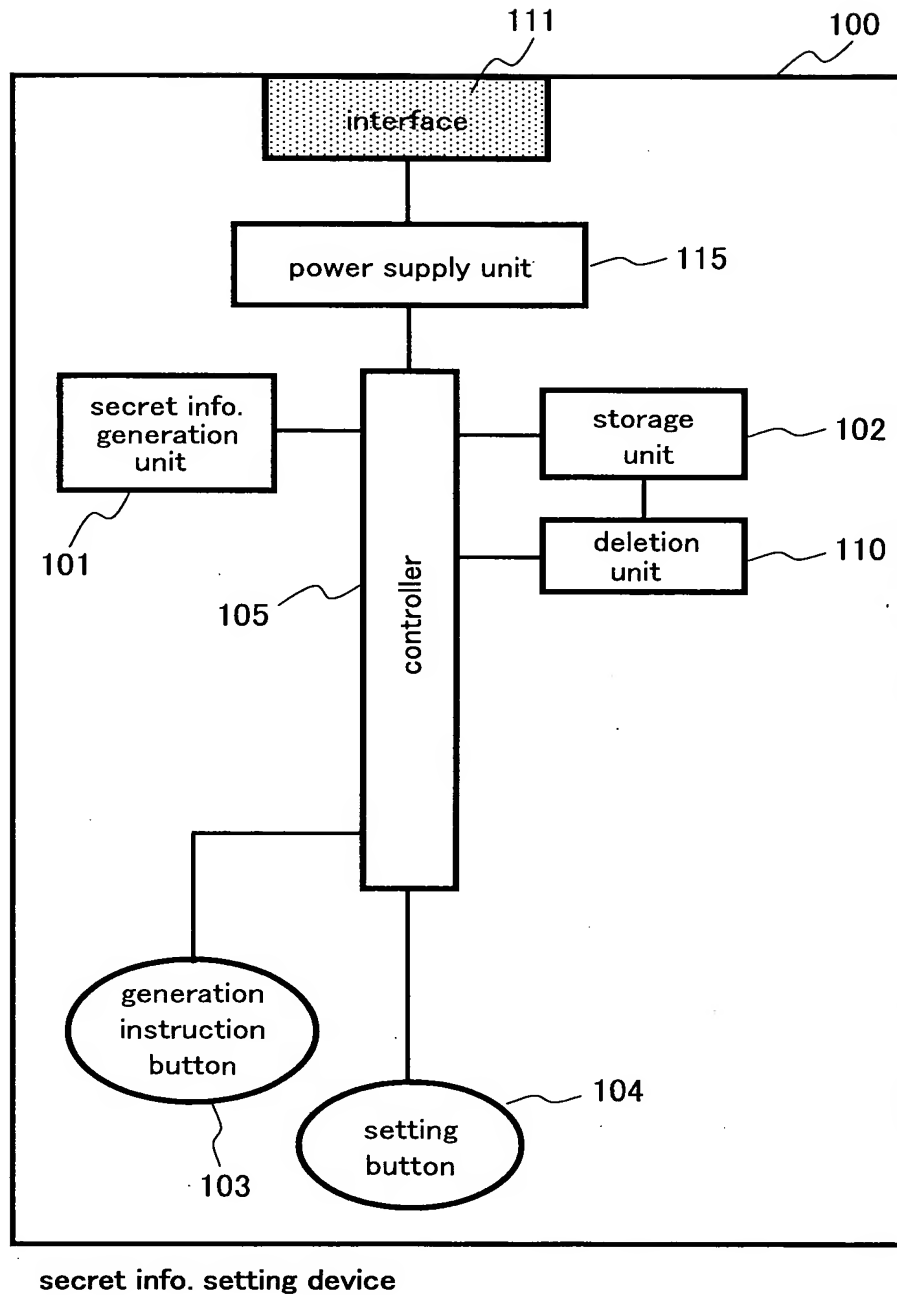 111
100
interface
power supply unit
115
secret info.
generation
unit
storage
unit
102
101
deletion
unit
110
105
controller
generation
instruction
button
103
104
setting
button
secret info. setting device